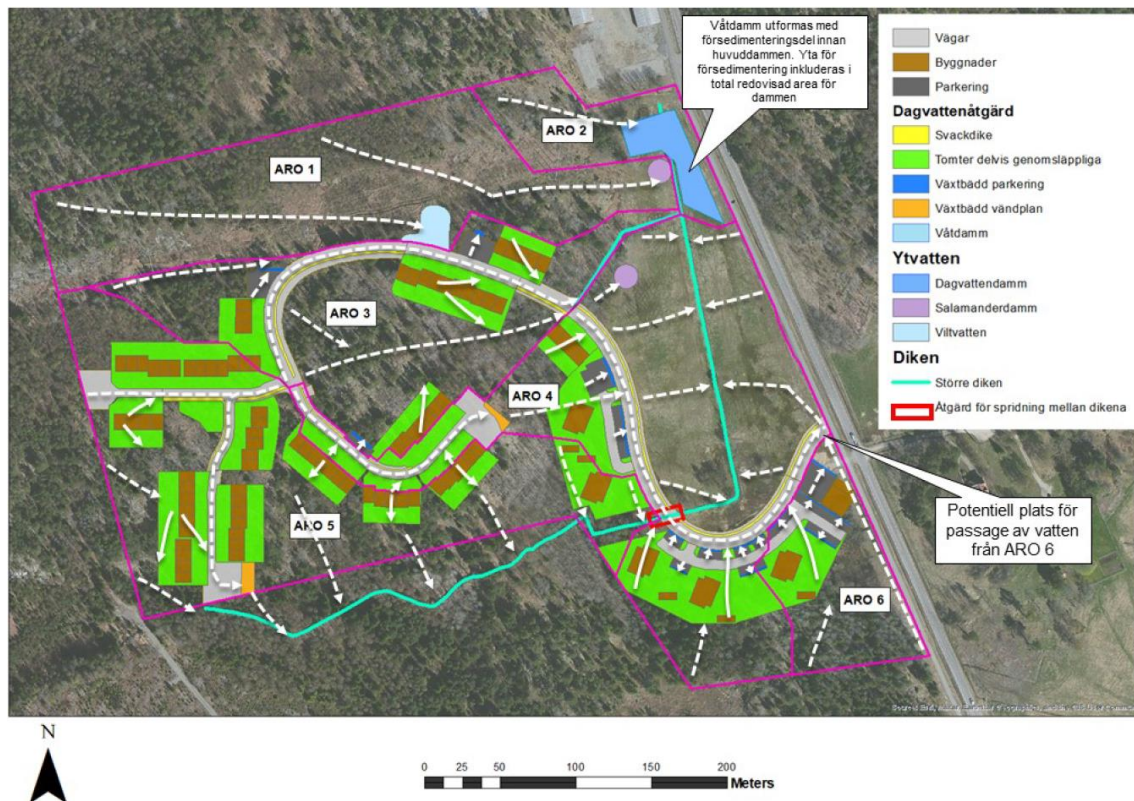 Våtdamm utformas med
försedimenteringsdel innan
huvuddammen. Yta för
försedimentering inkluderas i
total redovisad area för
dammen
Vägar
Byggnader
Parkering
Dagvattenåtgärd
Svackdike
Tomter delvis genomsläppliga
Växtbädd parkering
Växtbädd vändplan
Våtdamm
Ytvatten
Dagvattendamm
Salamanderdamm
Viltvatten
Diken
Större diken
Åtgärd för spridning mellan dikena
ARO 2
ARO 1
ARO 3
ARO 4
ARO 5
ARO 6
Potentiell plats för
passage av vatten
från ARO 6
N
0 25 50 100 150 200
Meters